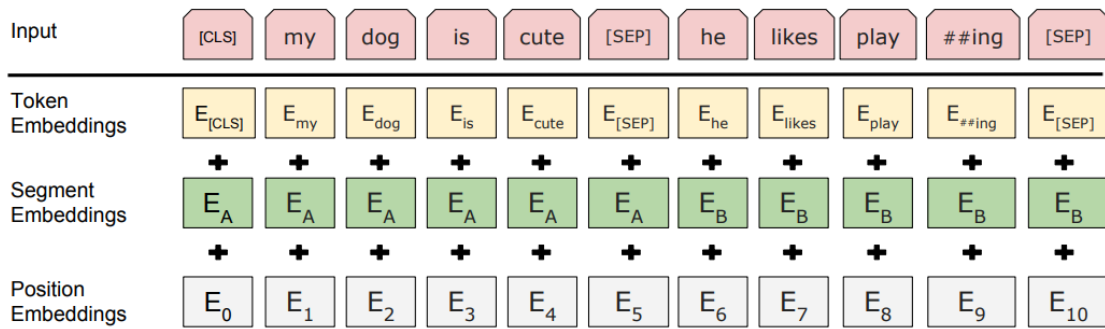 Input [CLS] my dog is cute [SEP] he likes play ##ing [SEP]
Token Embeddings E[CLS] Emy Edog Eis Ecute E[SEP] Ehe Elikes Eplay E##ing E[SEP]
+ + + + + + + + + + +
Segment Embeddings EA EA EA EA EA EA EB EB EB EB EB
+ + + + + + + + + + +
Position Embeddings E0 E1 E2 E3 E4 E5 E6 E7 E8 E9 E10